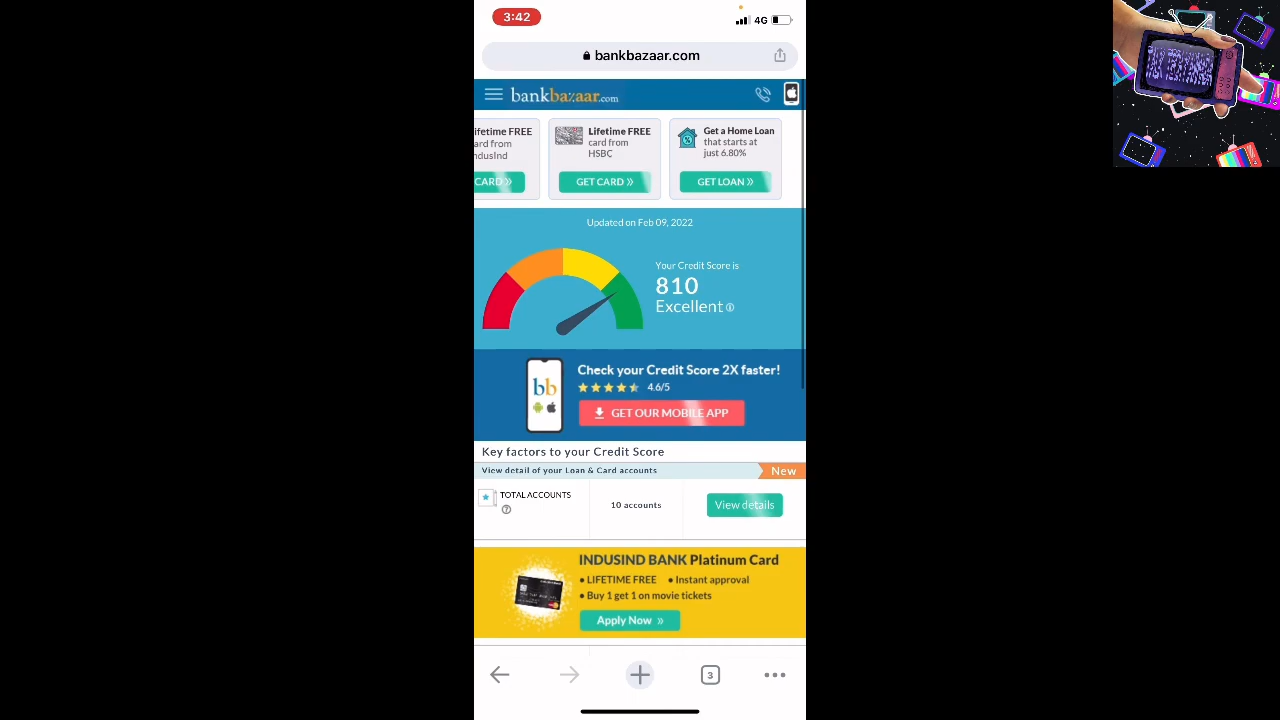 3:42
4G
bankbazaar.com
bankbazaar.com
ifetime FREE
ard from
ndusInd
CARD »
Lifetime FREE
card from
HSBC
GET CARD »
Get a Home Loan
that starts at
just 6.80%
GET LOAN »
Updated on Feb 09, 2022
Your Credit Score is
810
Excellent
Check your Credit Score 2X faster!
4.6/5
bb
GET OUR MOBILE APP
Key factors to your Credit Score
View detail of your Loan & Card accounts
New
TOTAL ACCOUNTS
?
10 accounts
View details
INDUSIND BANK Platinum Card
• LIFETIME FREE • Instant approval
• Buy 1 get 1 on movie tickets
Apply Now »
3